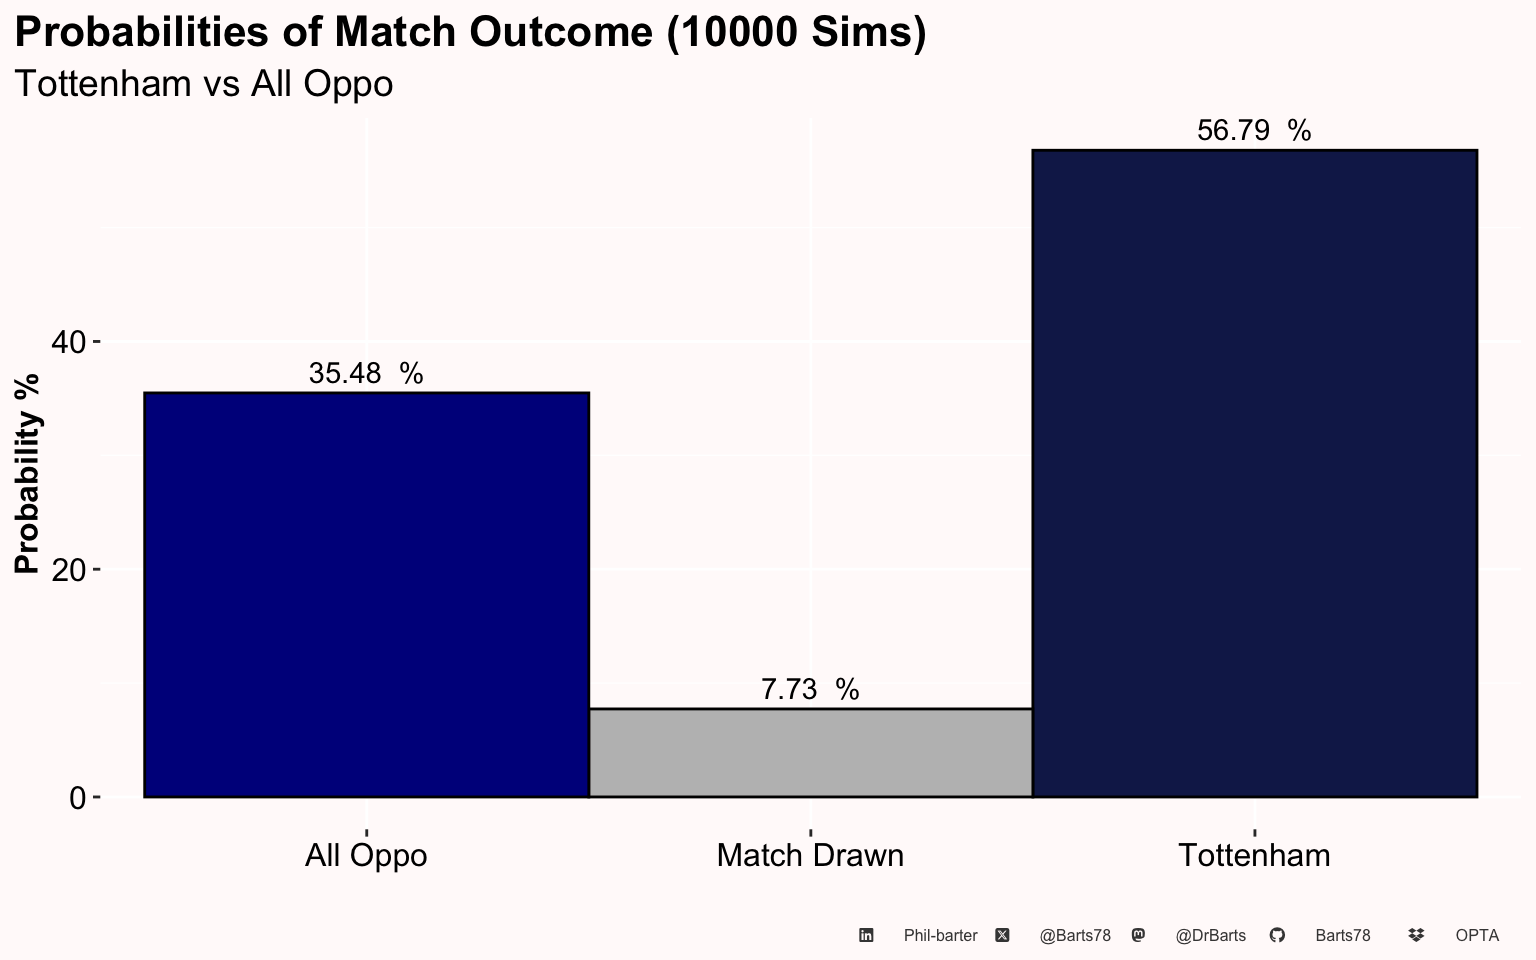 Probabilities of Match Outcome (10000 Sims)
Tottenham vs All Oppo
56.79 %
35.48 %
7.73 %
Probability %
40
20
0
All Oppo Match Drawn Tottenham
Phil-barter @Barts78 @DrBarts Barts78 OPTA